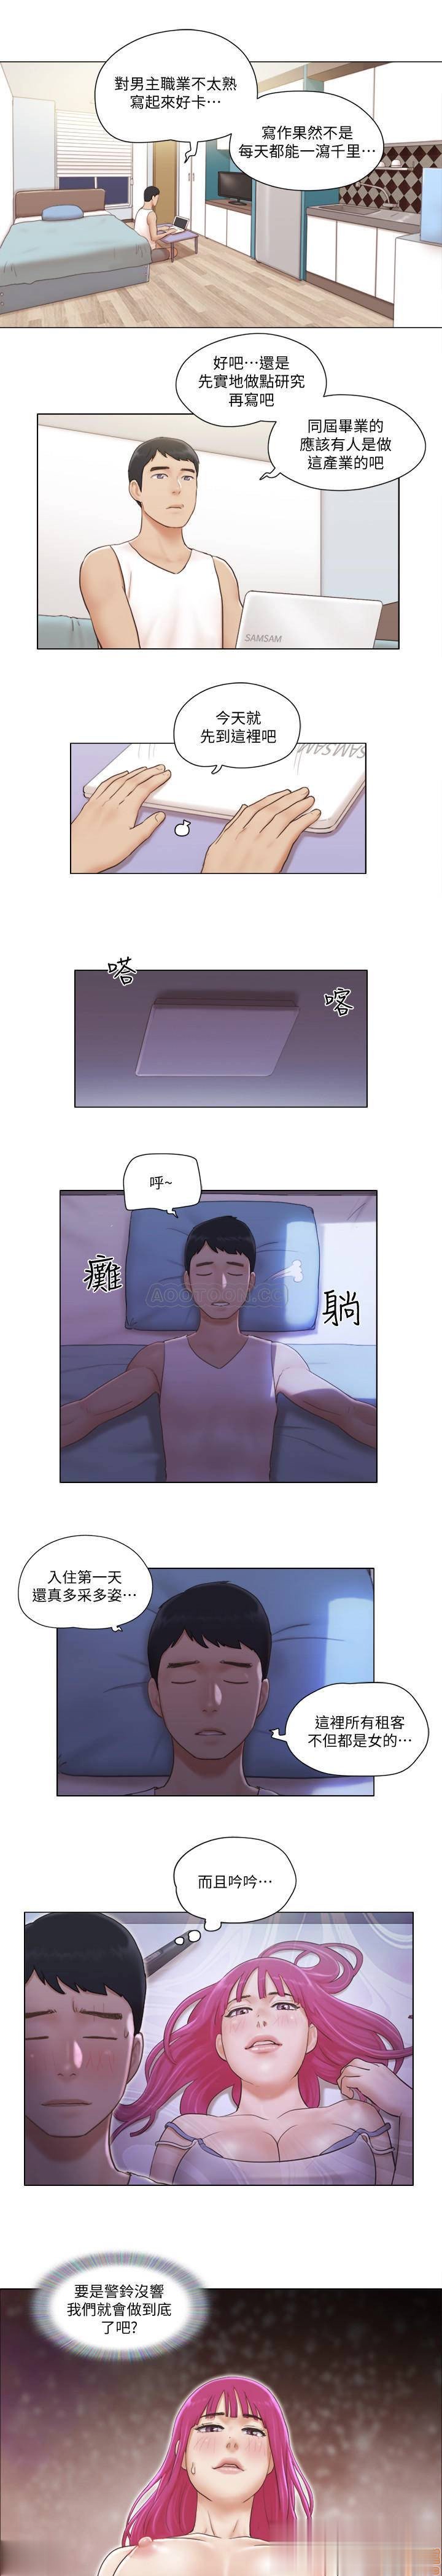 對男主職業不太熟
寫起來好卡…
寫作果然不是
每天都能一瀉千里…
好吧…還是
先實地做點研究
再寫吧
同屆畢業的
應該有人是做
這產業的吧
SAMSAM
今天就
先到這裡吧
SAMSAM
嗒
喀
呼~
癱
躺
AOOTOON.CO
入住第一天
還真多采多姿…
這裡所有租客
不但都是女的…
而且吟吟…
要是警鈴沒響
我們就會做到底
了吧?